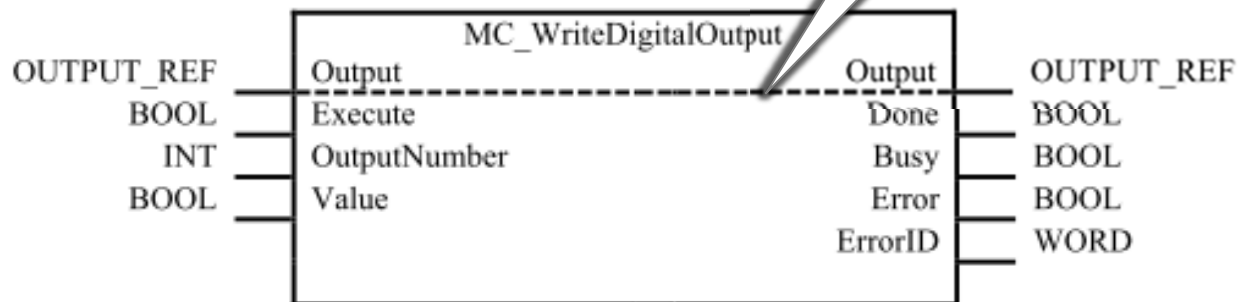 MC_WriteDigitalOutput
OUTPUT_REF Output Output OUTPUT_REF
BOOL Execute Done BOOL
INT OutputNumber Busy BOOL
BOOL Value Error BOOL
ErrorID WORD